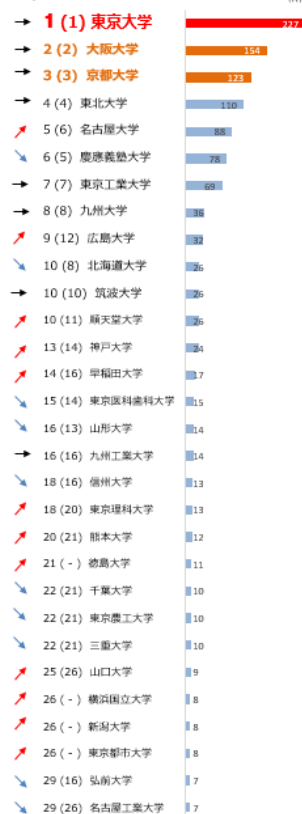 1 (1) 東京大学 227
2 (2) 大阪大学 154
3 (3) 京都大学 123
4 (4) 東北大学 110
5 (6) 名古屋大学 88
6 (5) 慶應義塾大学 78
7 (7) 東京工業大学 69
8 (8) 九州大学 36
9 (12) 広島大学 32
10 (8) 北海道大学 26
10 (10) 筑波大学 26
10 (11) 順天堂大学 26
13 (14) 神戸大学 24
14 (16) 早稲田大学 17
15 (14) 東京医科歯科大学 15
16 (13) 山形大学 14
16 (16) 九州工業大学 14
18 (16) 信州大学 13
18 (20) 東京理科大学 13
20 (21) 熊本大学 12
21 ( - ) 徳島大学 11
22 (21) 千葉大学 10
22 (21) 東京農工大学 10
22 (21) 三重大学 10
25 (26) 山口大学 9
26 ( - ) 横浜国立大学 8
26 ( - ) 新潟大学 8
26 ( - ) 東京都市大学 8
29 (16) 弘前大学 7
29 (26) 名古屋工業大学 7